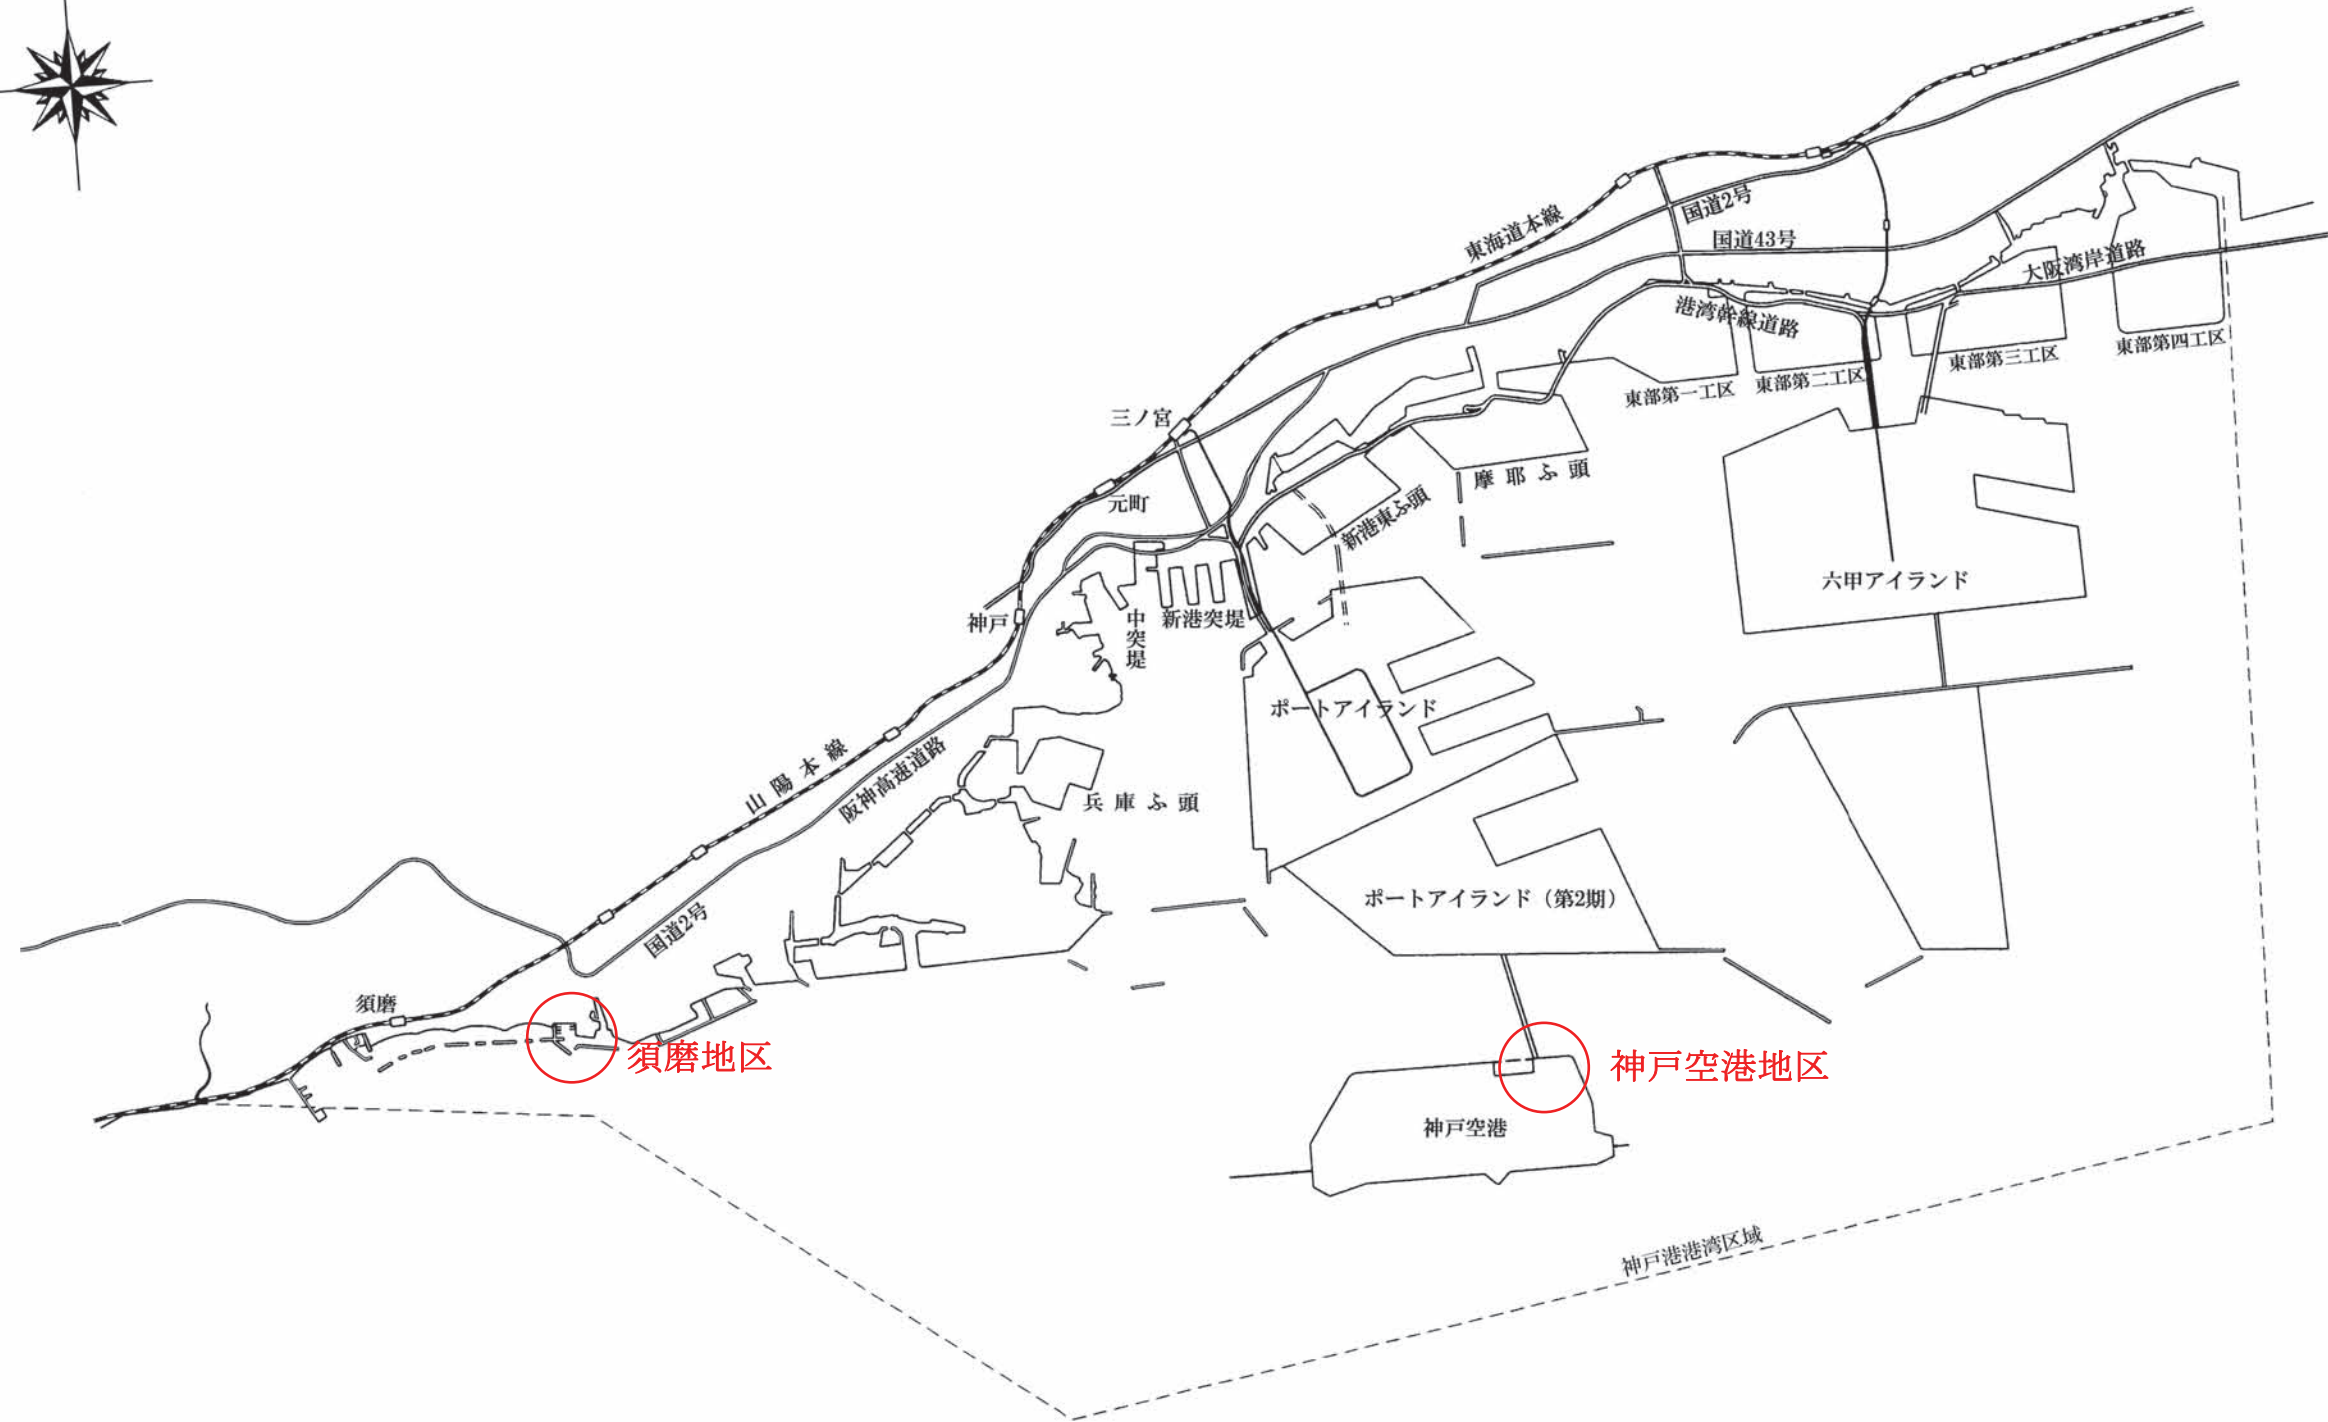 東海道本線
国道2号
国道43号
大阪湾岸道路
港湾幹線道路
東部第四工区
東部第三工区
東部第二工区
東部第一工区
三ノ宮
摩耶ふ頭
元町
新港東ふ頭
六甲アイランド
神戸
中突堤
新港突堤
ポートアイランド
山陽本線
阪神高速道路
兵庫ふ頭
ポートアイランド（第2期）
国道2号
須磨
須磨地区
神戸空港地区
神戸空港
神戸港港湾区域